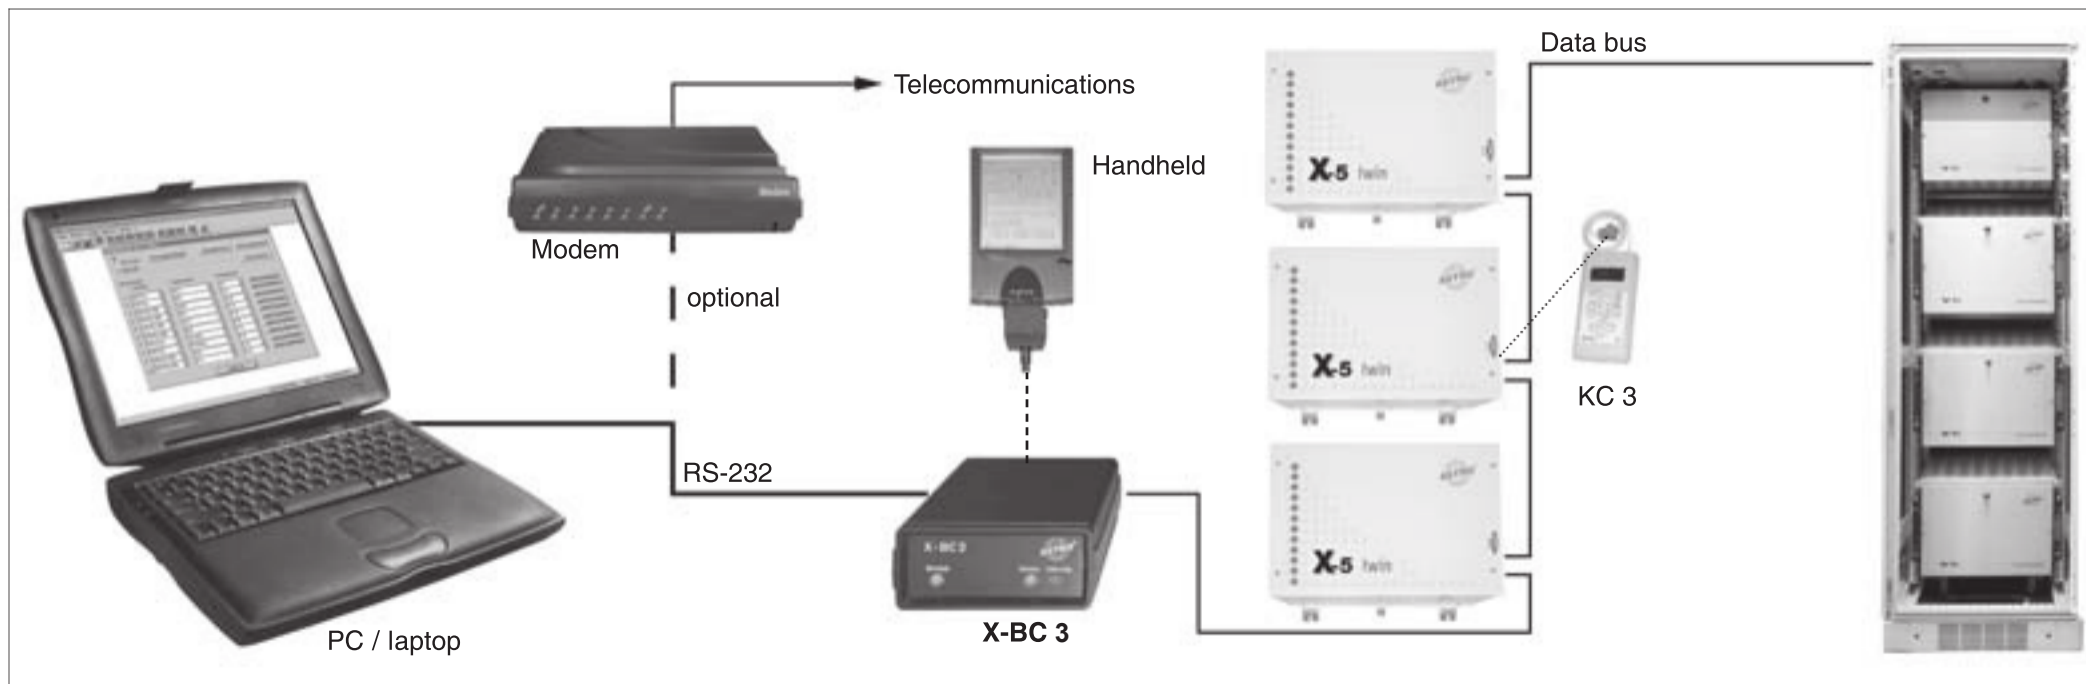 Data bus
Telecommunications
Handheld
Modem
optional
X-5 twin
X-5 twin
X-5 twin
KC 3
RS-232
X-BC 3
X-BC 3
PC / laptop